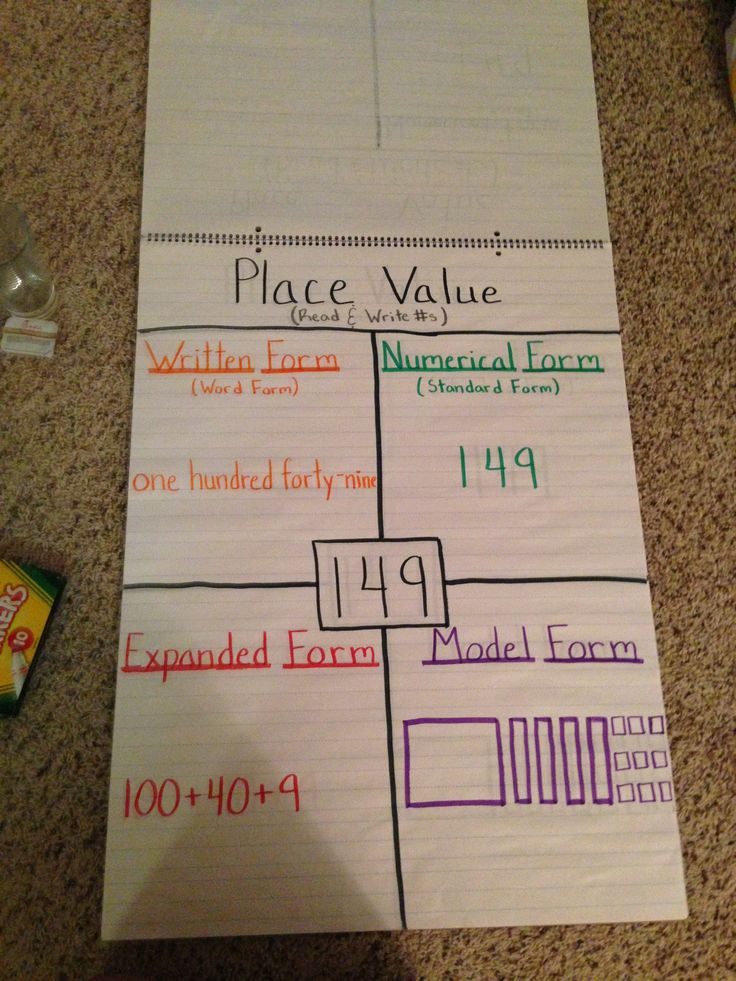 Place Value
(Read & Write #s)
Written Form
(Word Form)
one hundred forty-nine
Numerical Form
(Standard Form)
149
149
Expanded Form
100+40+9
Model Form
10